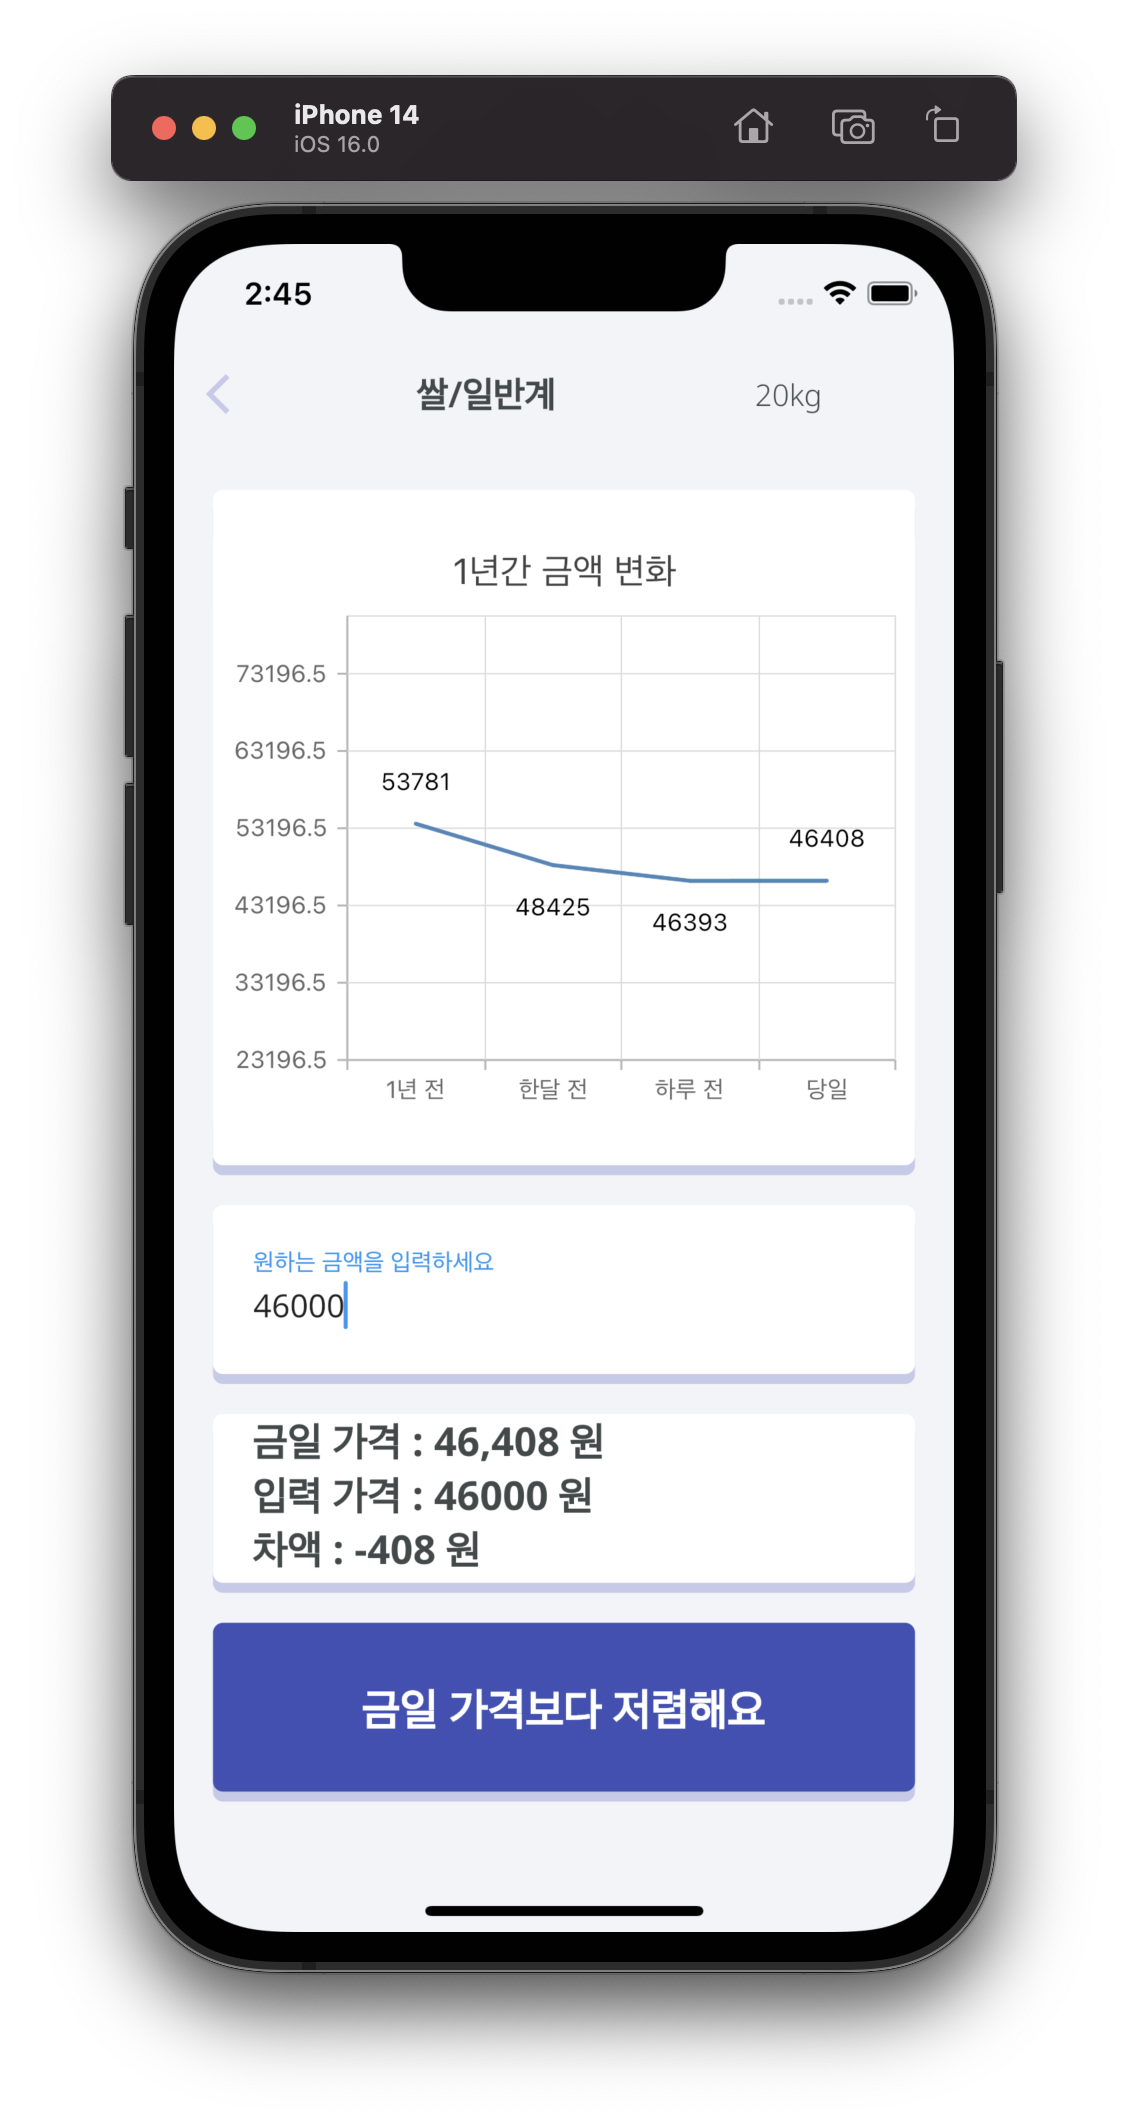 iPhone 14
iOS 16.0
2:45
쌀/일반계 20kg
1년간 금액 변화
73196.5
63196.5
53196.5
43196.5
33196.5
23196.5
53781
48425
46393
46408
1년 전 한달 전 하루 전 당일
원하는 금액을 입력하세요
46000
금일 가격 : 46,408 원
입력 가격 : 46000 원
차액 : -408 원
금일 가격보다 저렴해요